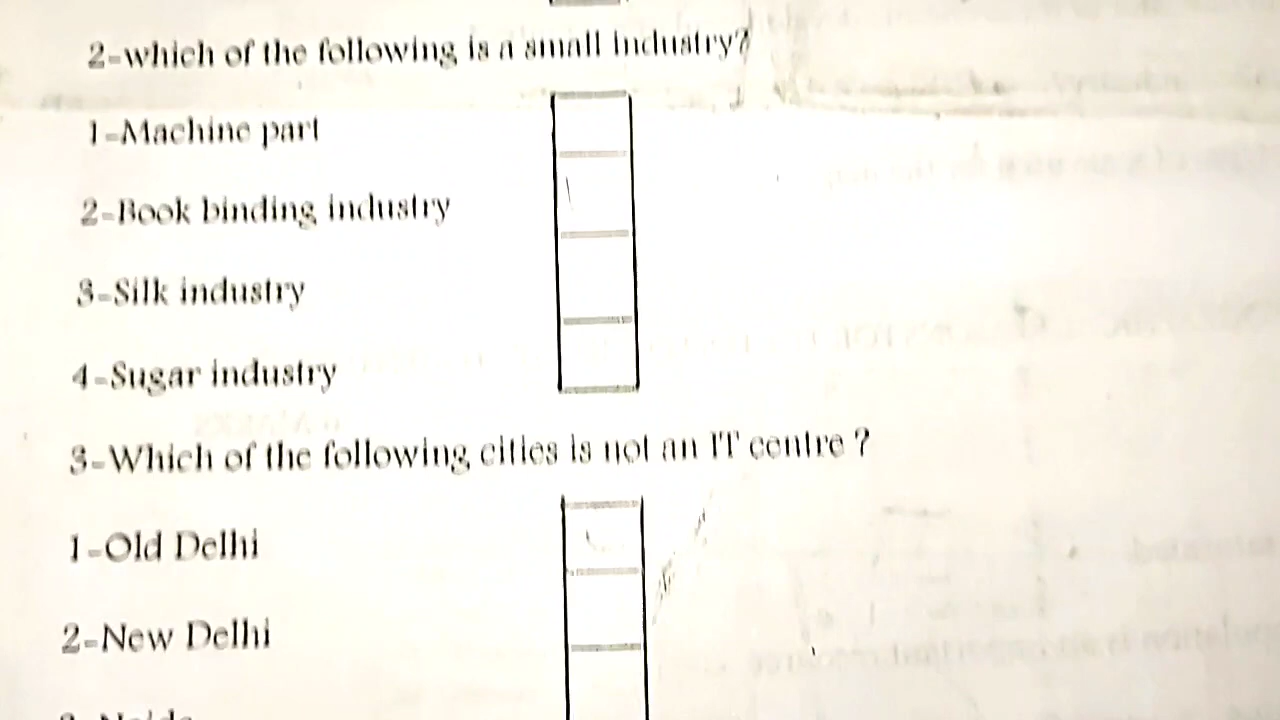 2-which of the following is a small industry?
1-Machine part
2-Book binding industry
3-Silk industry
4-Sugar industry
3-Which of the following cities is not an IT centre ?
1-Old Delhi
2-New Delhi